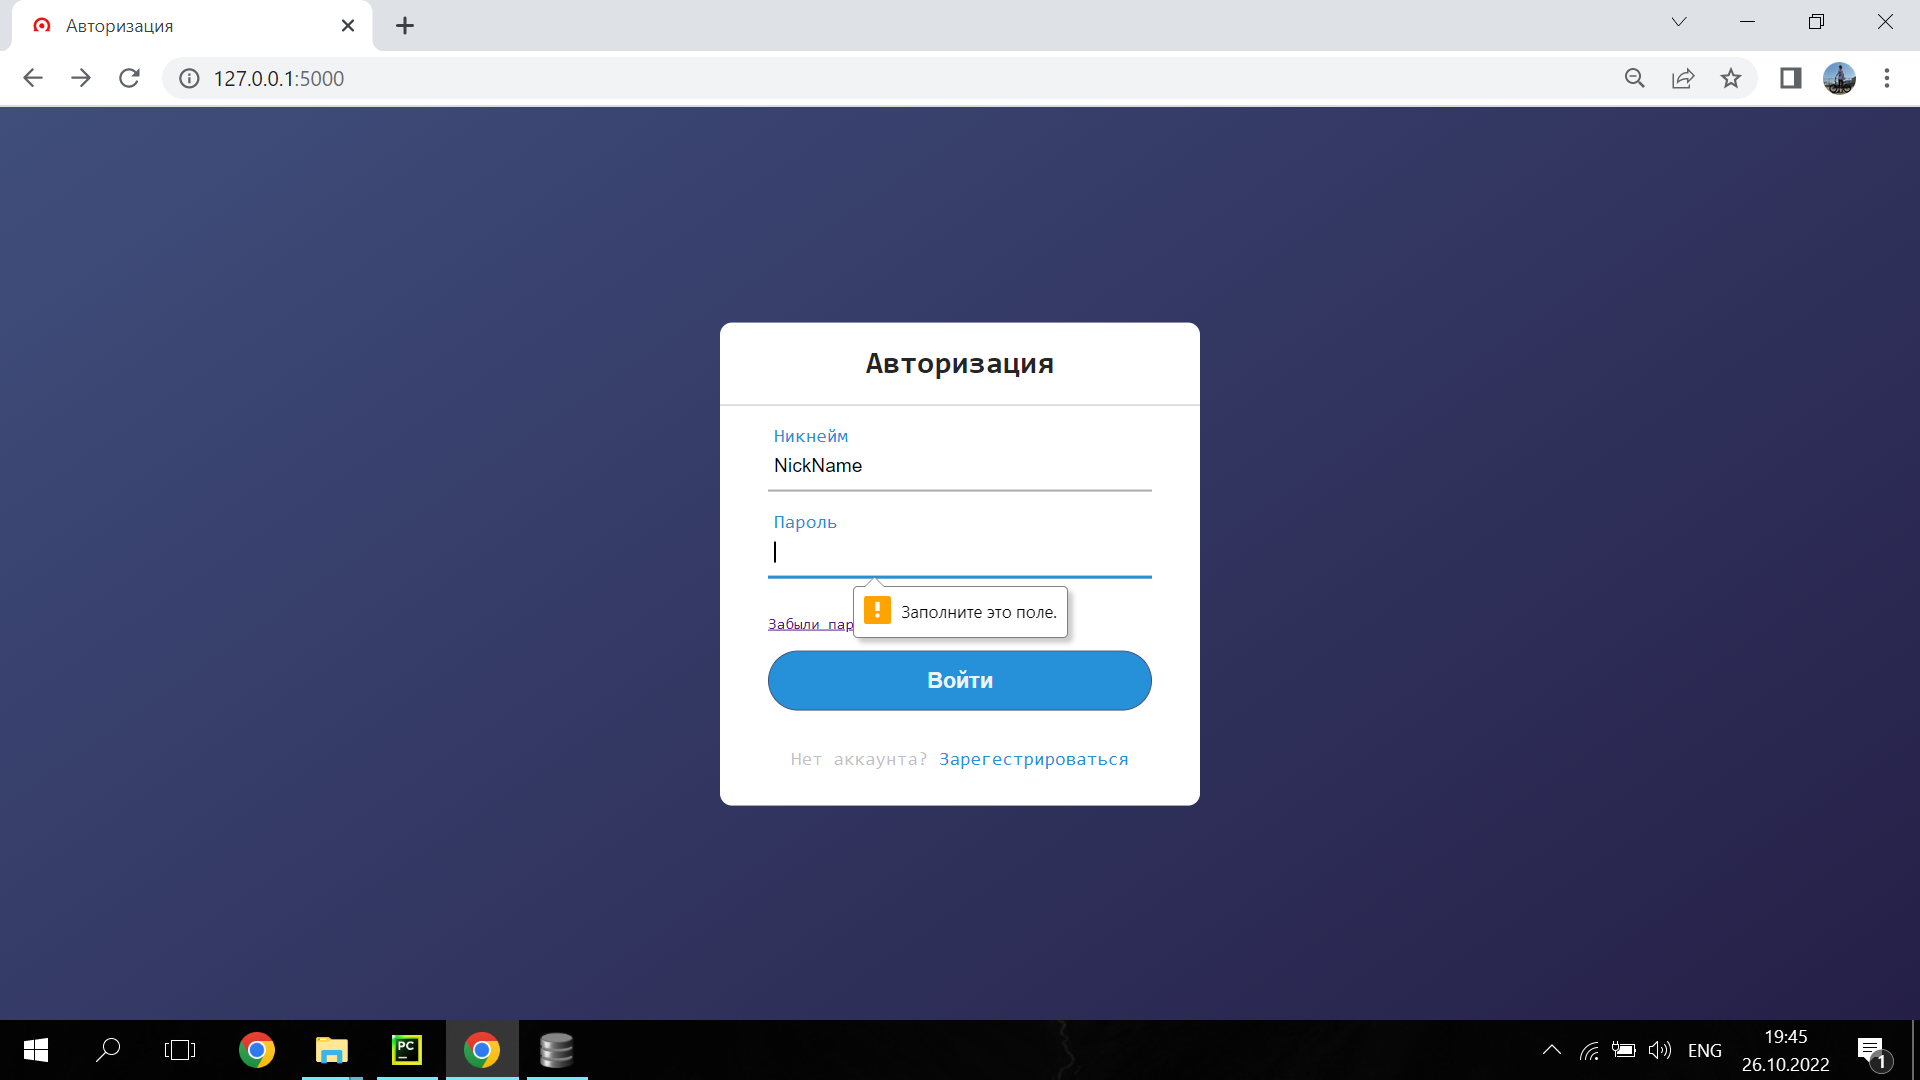 Авторизация
127.0.0.1:5000
Авторизация
Никнейм
NickName
Пароль
Заполните это поле.
Забыли пар
Войти
Нет аккаунта? Зарегестрироваться
PC
ENG
19:45
26.10.2022
1